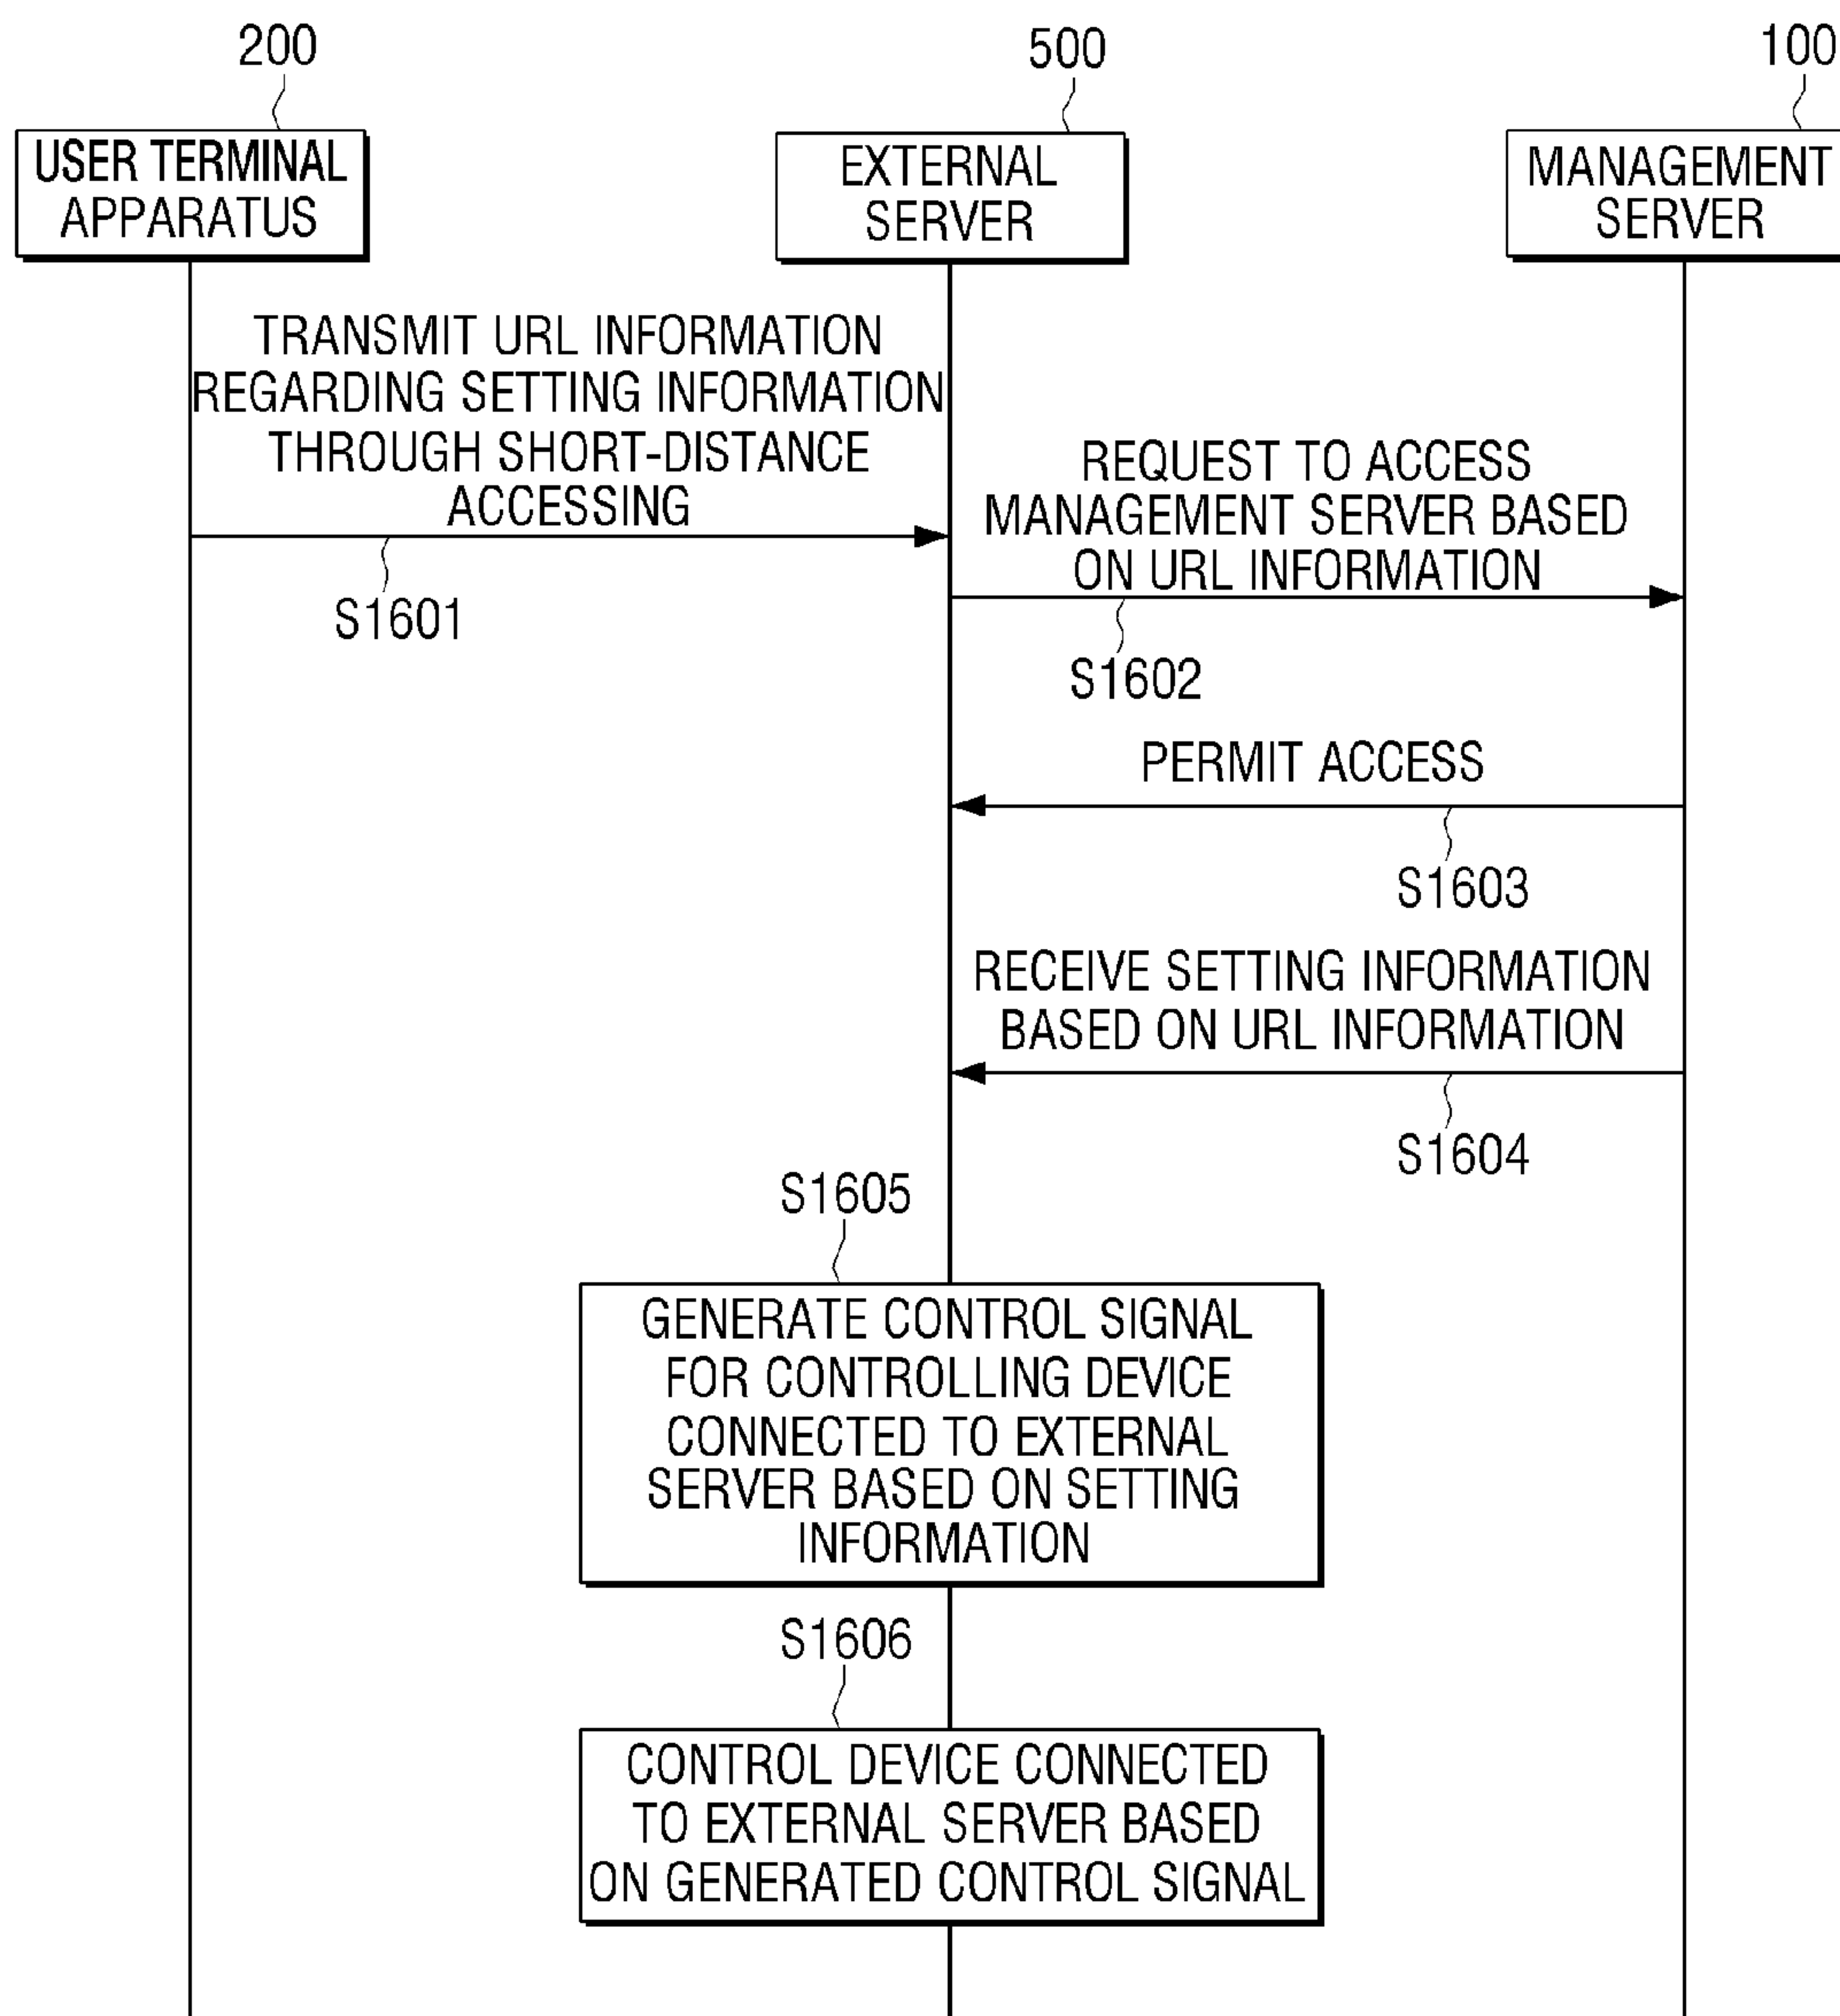 200
500
100
USER TERMINAL
APPARATUS
EXTERNAL
SERVER
MANAGEMENT
SERVER
TRANSMIT URL INFORMATION
REGARDING SETTING INFORMATION
THROUGH SHORT-DISTANCE
ACCESSING
S1601
REQUEST TO ACCESS
MANAGEMENT SERVER BASED
ON URL INFORMATION
S1602
PERMIT ACCESS
S1603
RECEIVE SETTING INFORMATION
BASED ON URL INFORMATION
S1604
S1605
GENERATE CONTROL SIGNAL
FOR CONTROLLING DEVICE
CONNECTED TO EXTERNAL
SERVER BASED ON SETTING
INFORMATION
S1606
CONTROL DEVICE CONNECTED
TO EXTERNAL SERVER BASED
ON GENERATED CONTROL SIGNAL